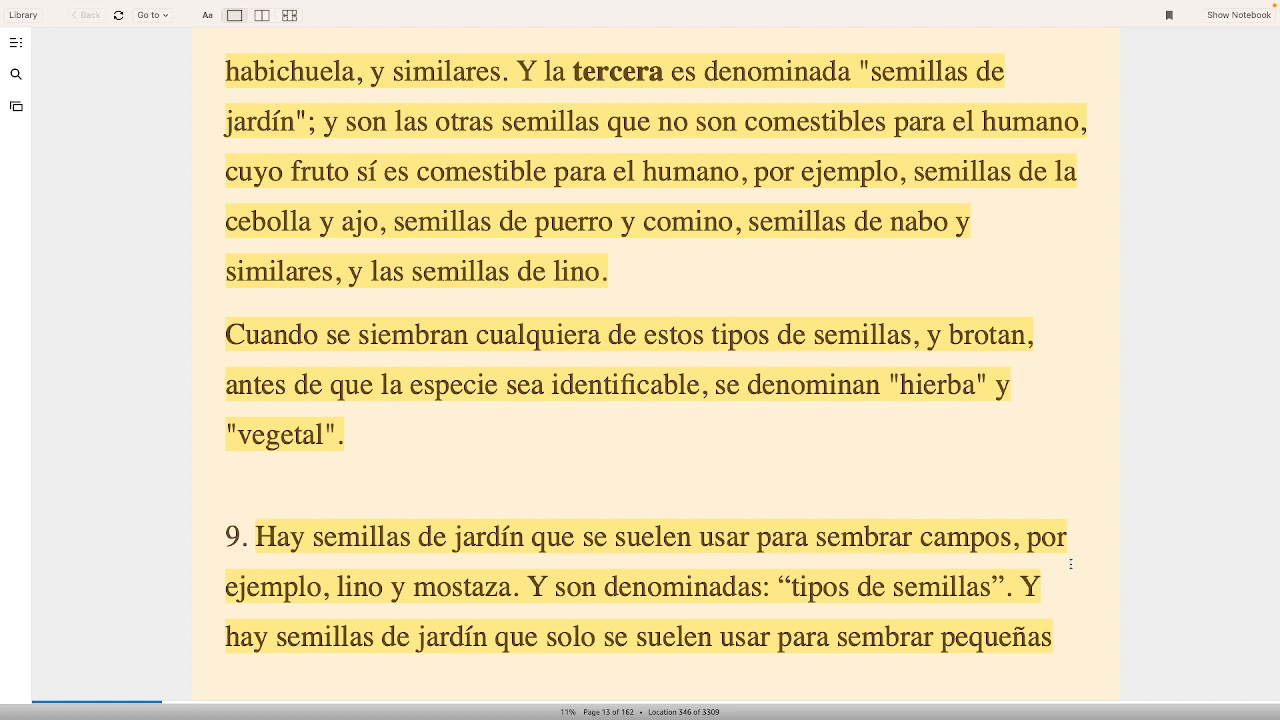 Library
Back
Go to
Aa
Show Notebook
habichuela, y similares. Y la tercera es denominada "semillas de
jardín"; y son las otras semillas que no son comestibles para el humano,
cuyo fruto sí es comestible para el humano, por ejemplo, semillas de la
cebolla y ajo, semillas de puerro y comino, semillas de nabo y
similares, y las semillas de lino.
Cuando se siembran cualquiera de estos tipos de semillas, y brotan,
antes de que la especie sea identificable, se denominan "hierba" y
"vegetal".
9. Hay semillas de jardín que se suelen usar para sembrar campos, por
ejemplo, lino y mostaza. Y son denominadas: “tipos de semillas”. Y
hay semillas de jardín que solo se suelen usar para sembrar pequeñas
11% Page 13 of 162 • Location 346 of 3309